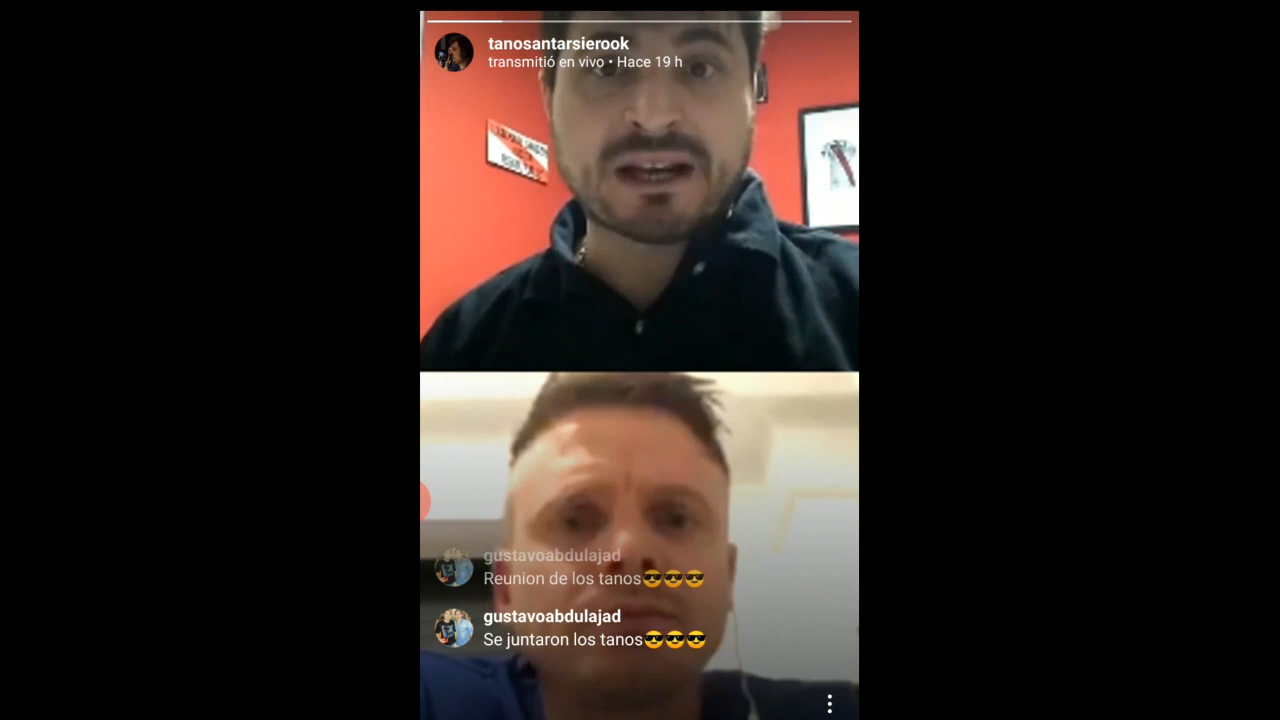 tanosantarsierook
transmitió en vivo • Hace 19 h
gustavoabdulajad
Reunion de los tanos😎😎😎
gustavoabdulajad
Se juntaron los tanos😎😎😎